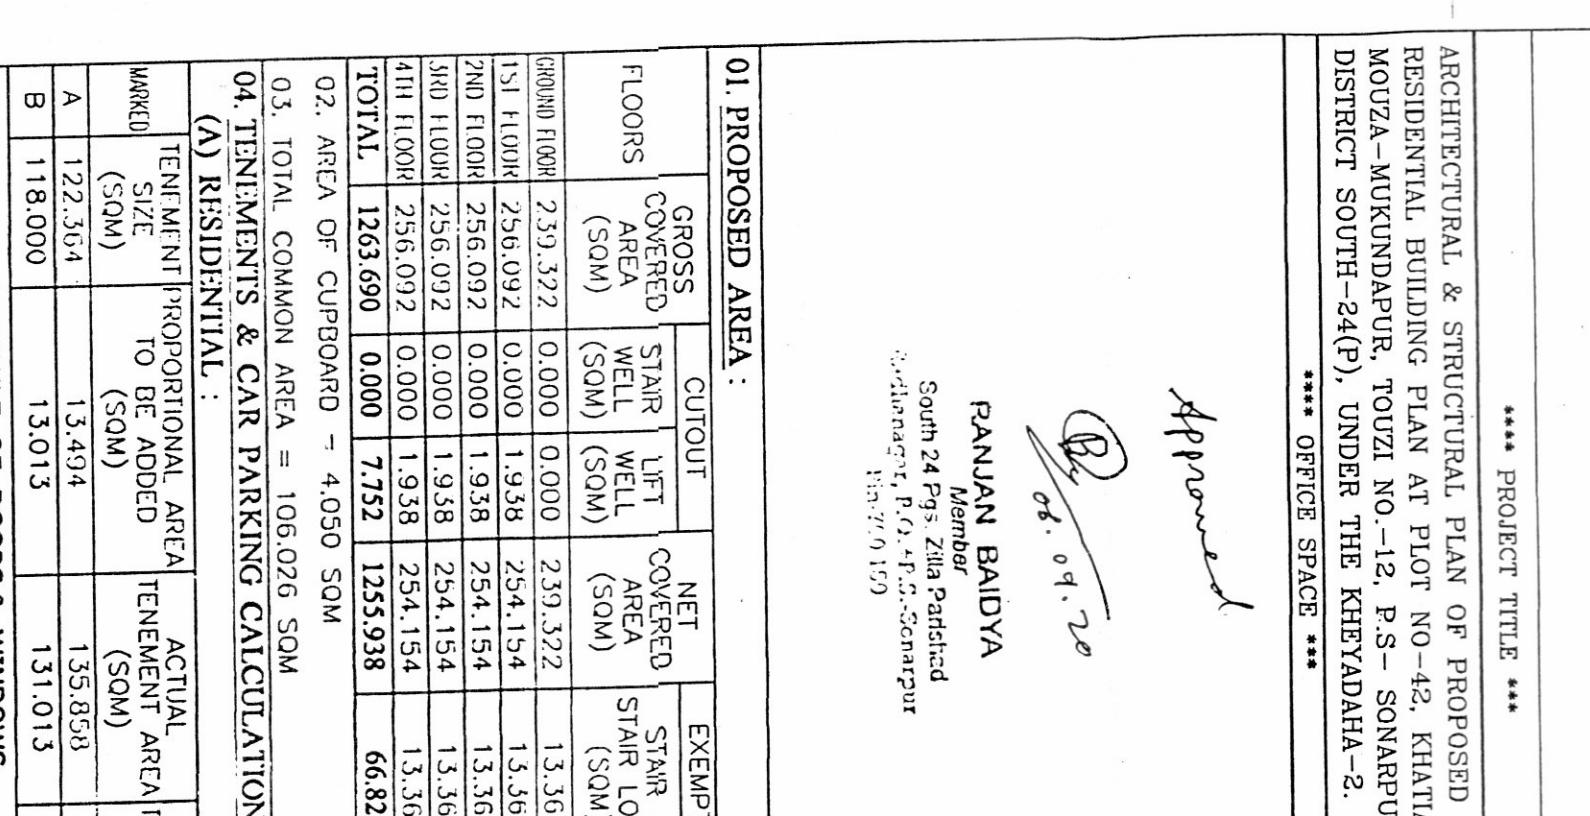 **** PROJECT TITLE ***
ARCHITECTURAL & STRUCTURAL PLAN OF PROPOSED
RESIDENTIAL BUILDING PLAN AT PLOT NO-42, KHATIA
MOUZA-MUKUNDAPUR, TOUZI NO.-12, P.S- SONARPU
DISTRICT SOUTH-24(P), UNDER THE KHEYADAHA-2.
**** OFFICE SPACE ***
Approved
08.09.20
RANJAN BAIDYA
Member
South 24 Pgs. Zilla Parishad
P.O.+P.S.-Sonarpur
01. PROPOSED AREA :
FLOORS GROSS COVERED AREA (SQM) CUTOUT STAIR WELL (SQM) LIFT WELL (SQM) NET COVERED AREA (SQM) EXEMP STAIR STAIR LO (SQM
GROUND FLOOR 239.322 0.000 0.000 239.322 13.36
1ST FLOOR 256.092 0.000 1.938 254.154 13.36
2ND FLOOR 256.092 0.000 1.938 254.154 13.36
3RD FLOOR 256.092 0.000 1.938 254.154 13.36
4TH FLOOR 256.092 0.000 1.938 254.154 13.36
TOTAL 1263.690 0.000 7.752 1255.938 66.82
02. AREA OF CUPBOARD = 4.050 SQM
03. TOTAL COMMON AREA = 106.026 SQM
04. TENEMENTS & CAR PARKING CALCULATION
(A) RESIDENTIAL :
MARKED TENEMENT SIZE (SQM) PROPORTIONAL AREA TO BE ADDED (SQM) ACTUAL TENEMENT AREA (SQM)
A 122.364 13.494 135.858
B 118.000 13.013 131.013